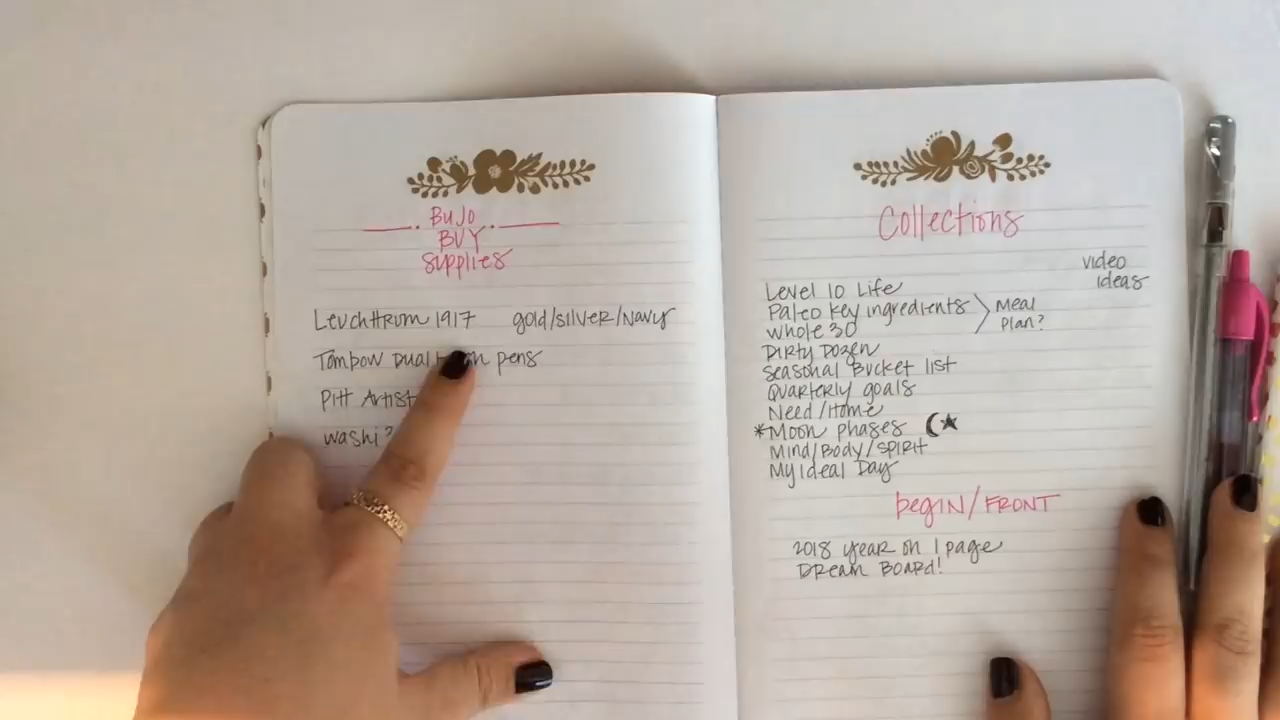 BUJO
BUY
supplies
Leuchttrum 1917 gold/silver/Navy
Tombow Dual pens
Pitt Artist
washi?
Collections
video
ideas
Level 10 Life
Paleo key ingredients
Meal
whole 30
plan?
Dirty Dozen
seasonal Bucket list
Quarterly goals
Need/Home
*Moon phases
Mind/Body/spirit
My Ideal Day
begin/FRONT
2018 year on 1 page
Dream Board!